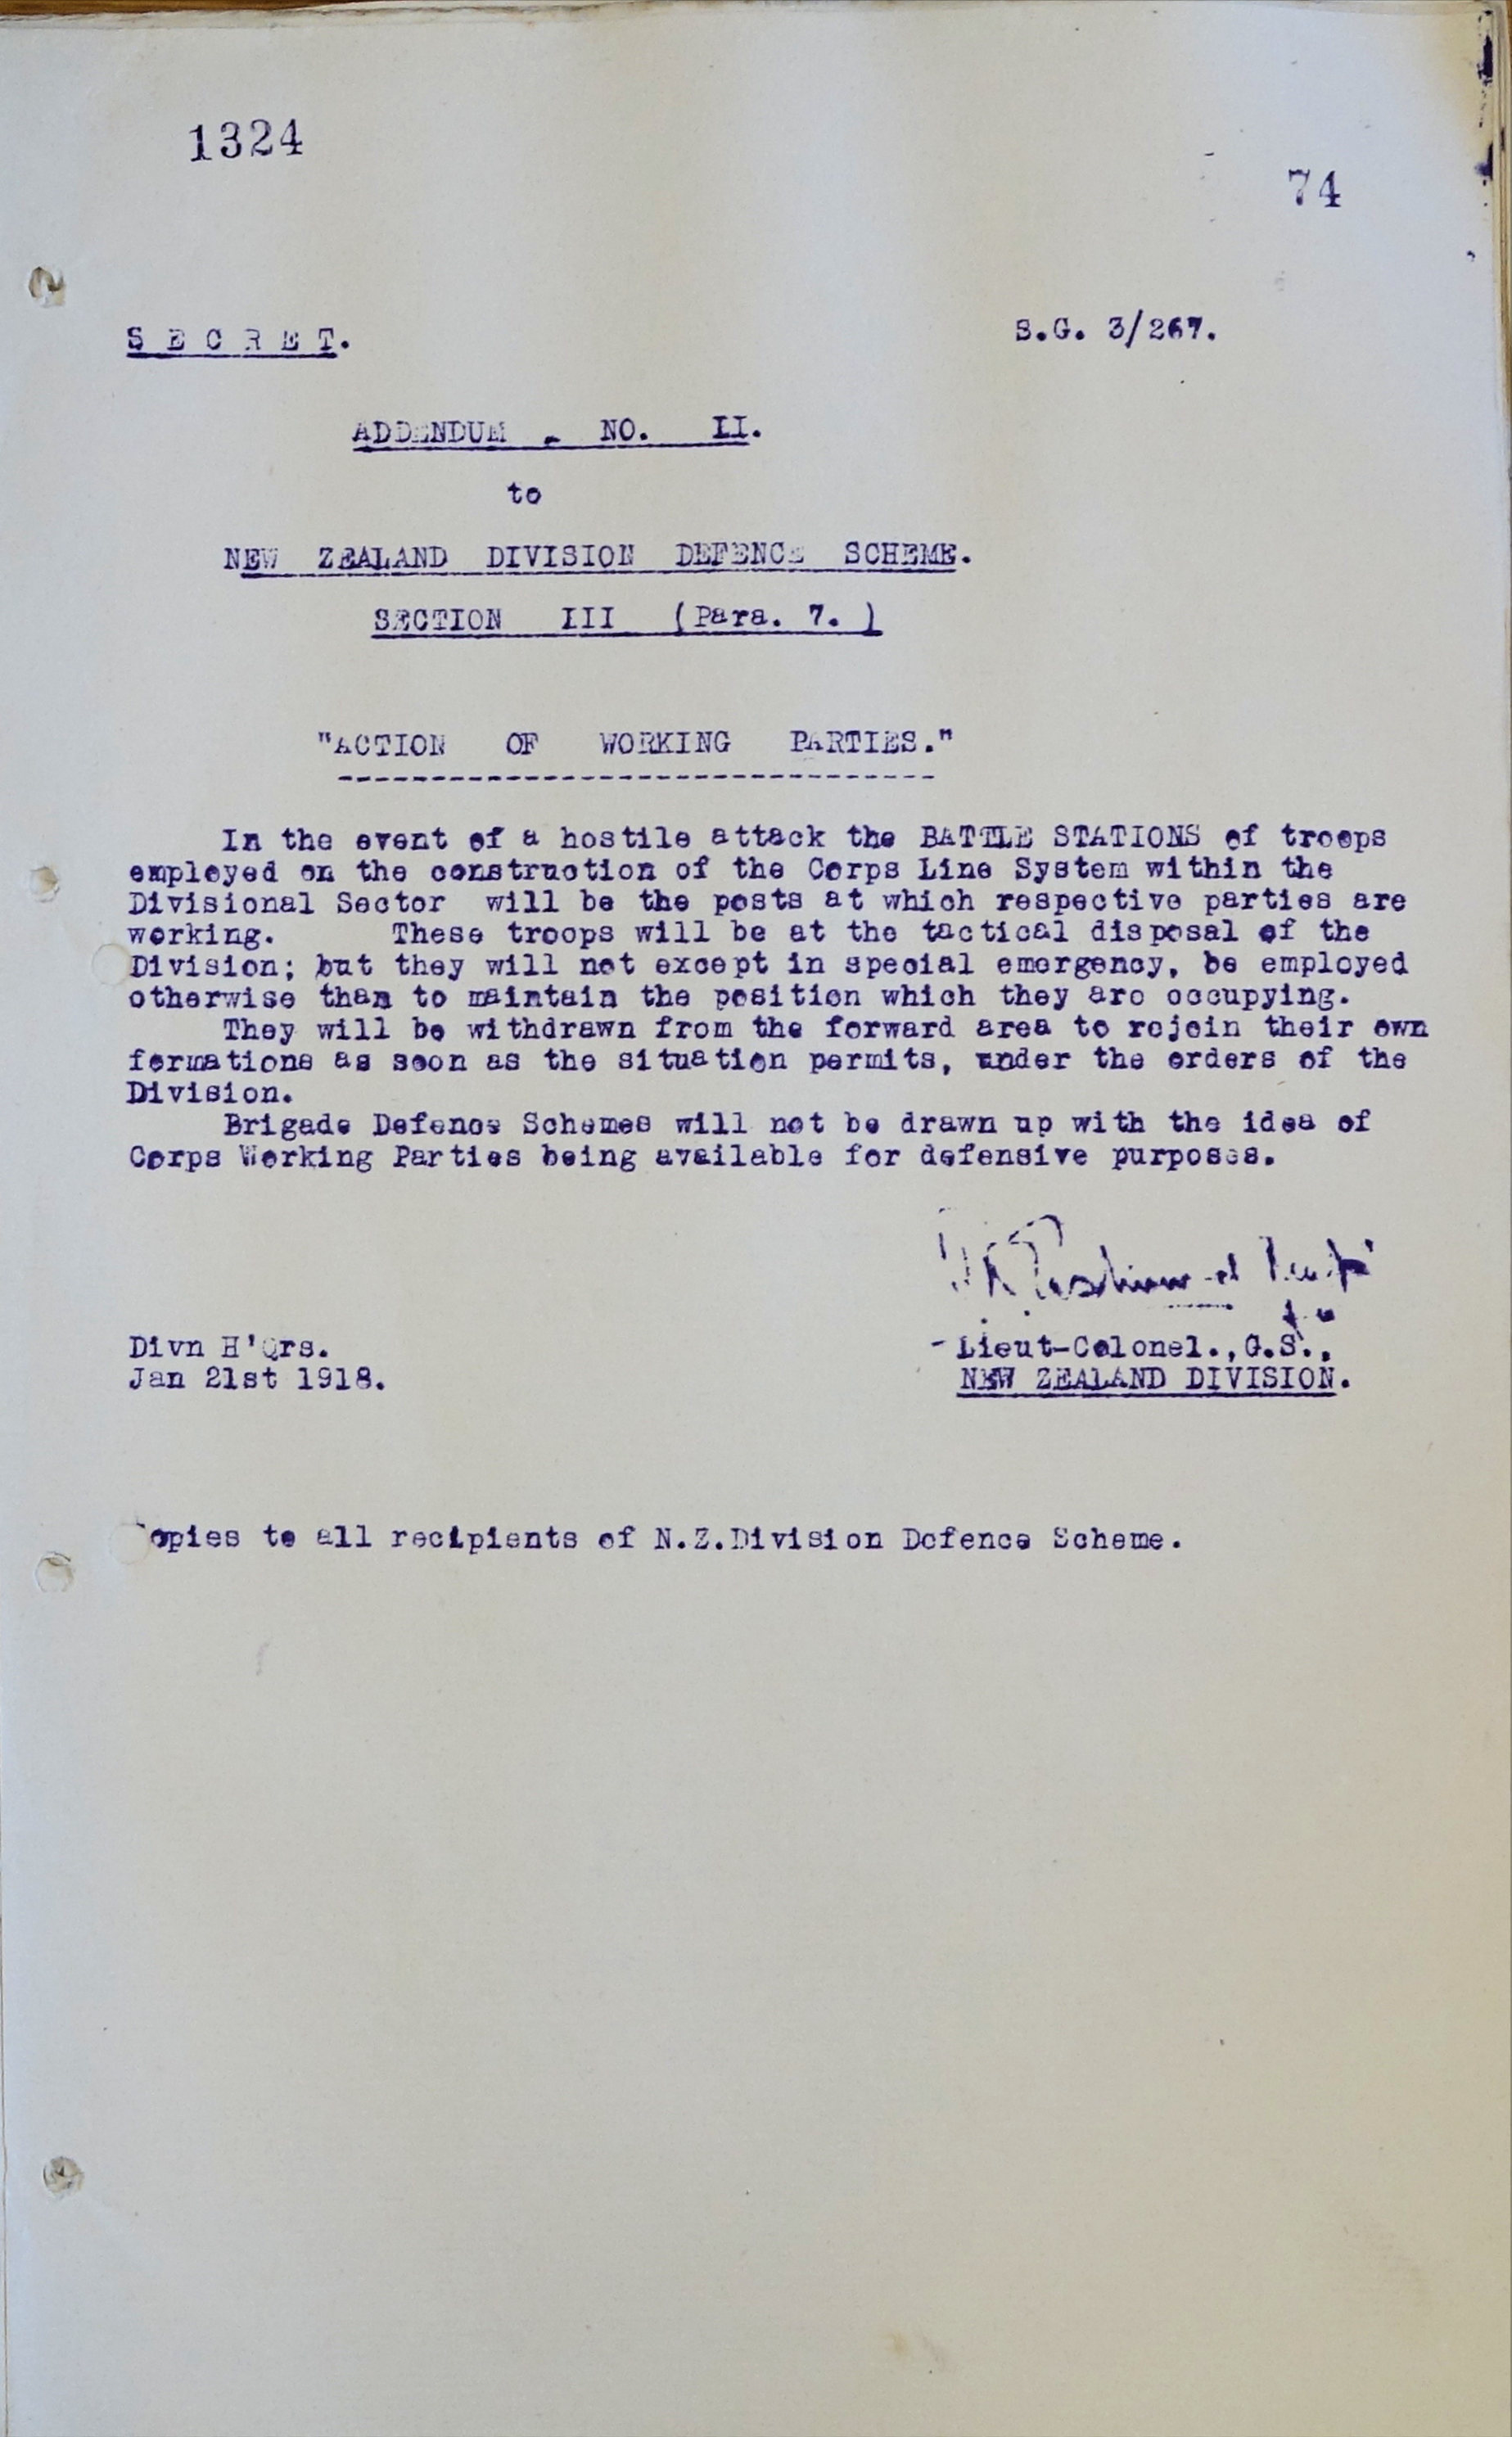 1324
74
S E C R E T.
S.G. 3/267.
ADDENDUM - NO. II.
to
NEW ZEALAND DIVISION DEFENCE SCHEME.
SECTION III (Para. 7. )
"ACTION OF WORKING PARTIES."
In the event of a hostile attack the BATTLE STATIONS of troops
employed on the construction of the Corps Line System within the
Divisional Sector will be the posts at which respective parties are
working. These troops will be at the tactical disposal of the
Division; but they will not except in special emergency, be employed
otherwise than to maintain the position which they are occupying.
They will be withdrawn from the forward area to rejoin their own
formations as soon as the situation permits, under the orders of the
Division.
Brigade Defence Schemes will not be drawn up with the idea of
Corps Working Parties being available for defensive purposes.
Divn H'Qrs.
Lieut-Colonel., G.S.,
Jan 21st 1918.
NEW ZEALAND DIVISION.
opies to all recipients of N.Z.Division Defence Scheme.